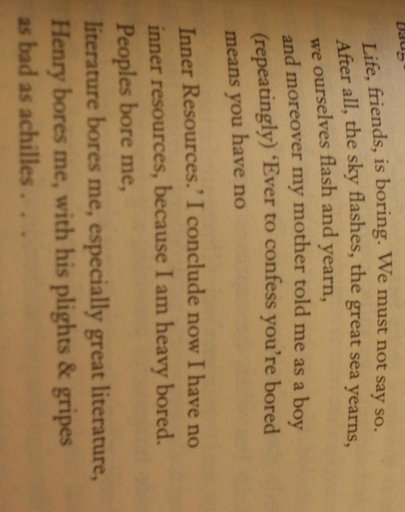 Life, friends, is boring. We must not say so.
After all, the sky flashes, the great sea yearns,
we ourselves flash and yearn,
and moreover my mother told me as a boy
(repeatingly) ‘Ever to confess you're bored
means you have no

Inner Resources.’ I conclude now I have no
inner resources, because I am heavy bored.
Peoples bore me,
literature bores me, especially great literature,
Henry bores me, with his plights & gripes
as bad as achilles . . .